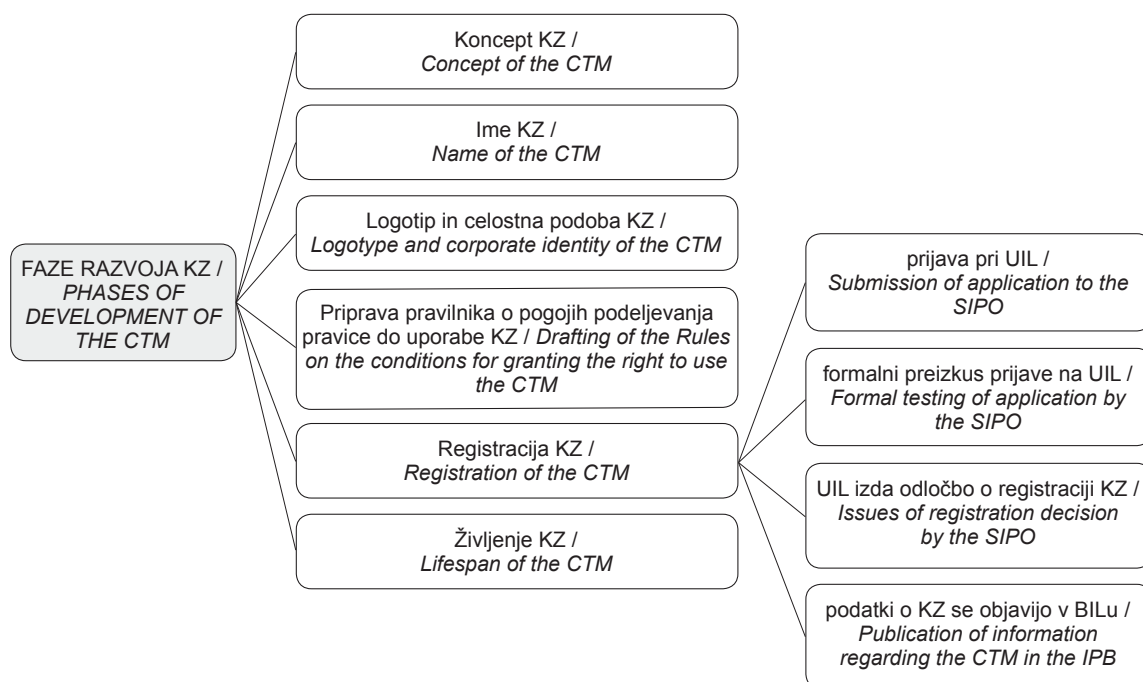 FAZE RAZVOJA KZ /
PHASES OF
DEVELOPMENT OF
THE CTM
Koncept KZ /
Concept of the CTM
Ime KZ /
Name of the CTM
Logotip in celostna podoba KZ /
Logotype and corporate identity of the CTM
Priprava pravilnika o pogojih podeljevanja
pravice do uporabe KZ / Drafting of the Rules
on the conditions for granting the right to use
the CTM
Registracija KZ /
Registration of the CTM
Življenje KZ /
Lifespan of the CTM
prijava pri UIL /
Submission of application to the
SIPO
formalni preizkus prijave na UIL /
Formal testing of application by
the SIPO
UIL izda odločbo o registraciji KZ /
Issues of registration decision
by the SIPO
podatki o KZ se objavijo v BILu /
Publication of information
regarding the CTM in the IPB